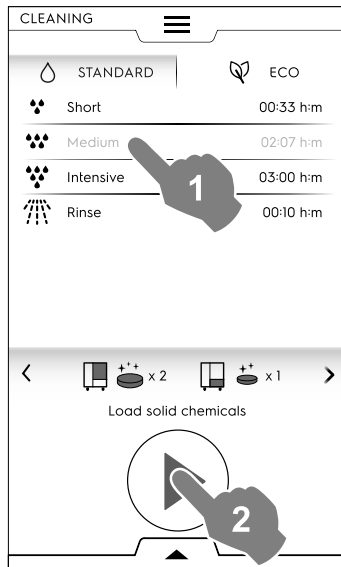 CLEANING
STANDARD ECO
Short 00:33 h:m
Medium 02:07 h:m
1
Intensive 03:00 h:m
Rinse 00:10 h:m
x 2 x 1
Load solid chemicals
2